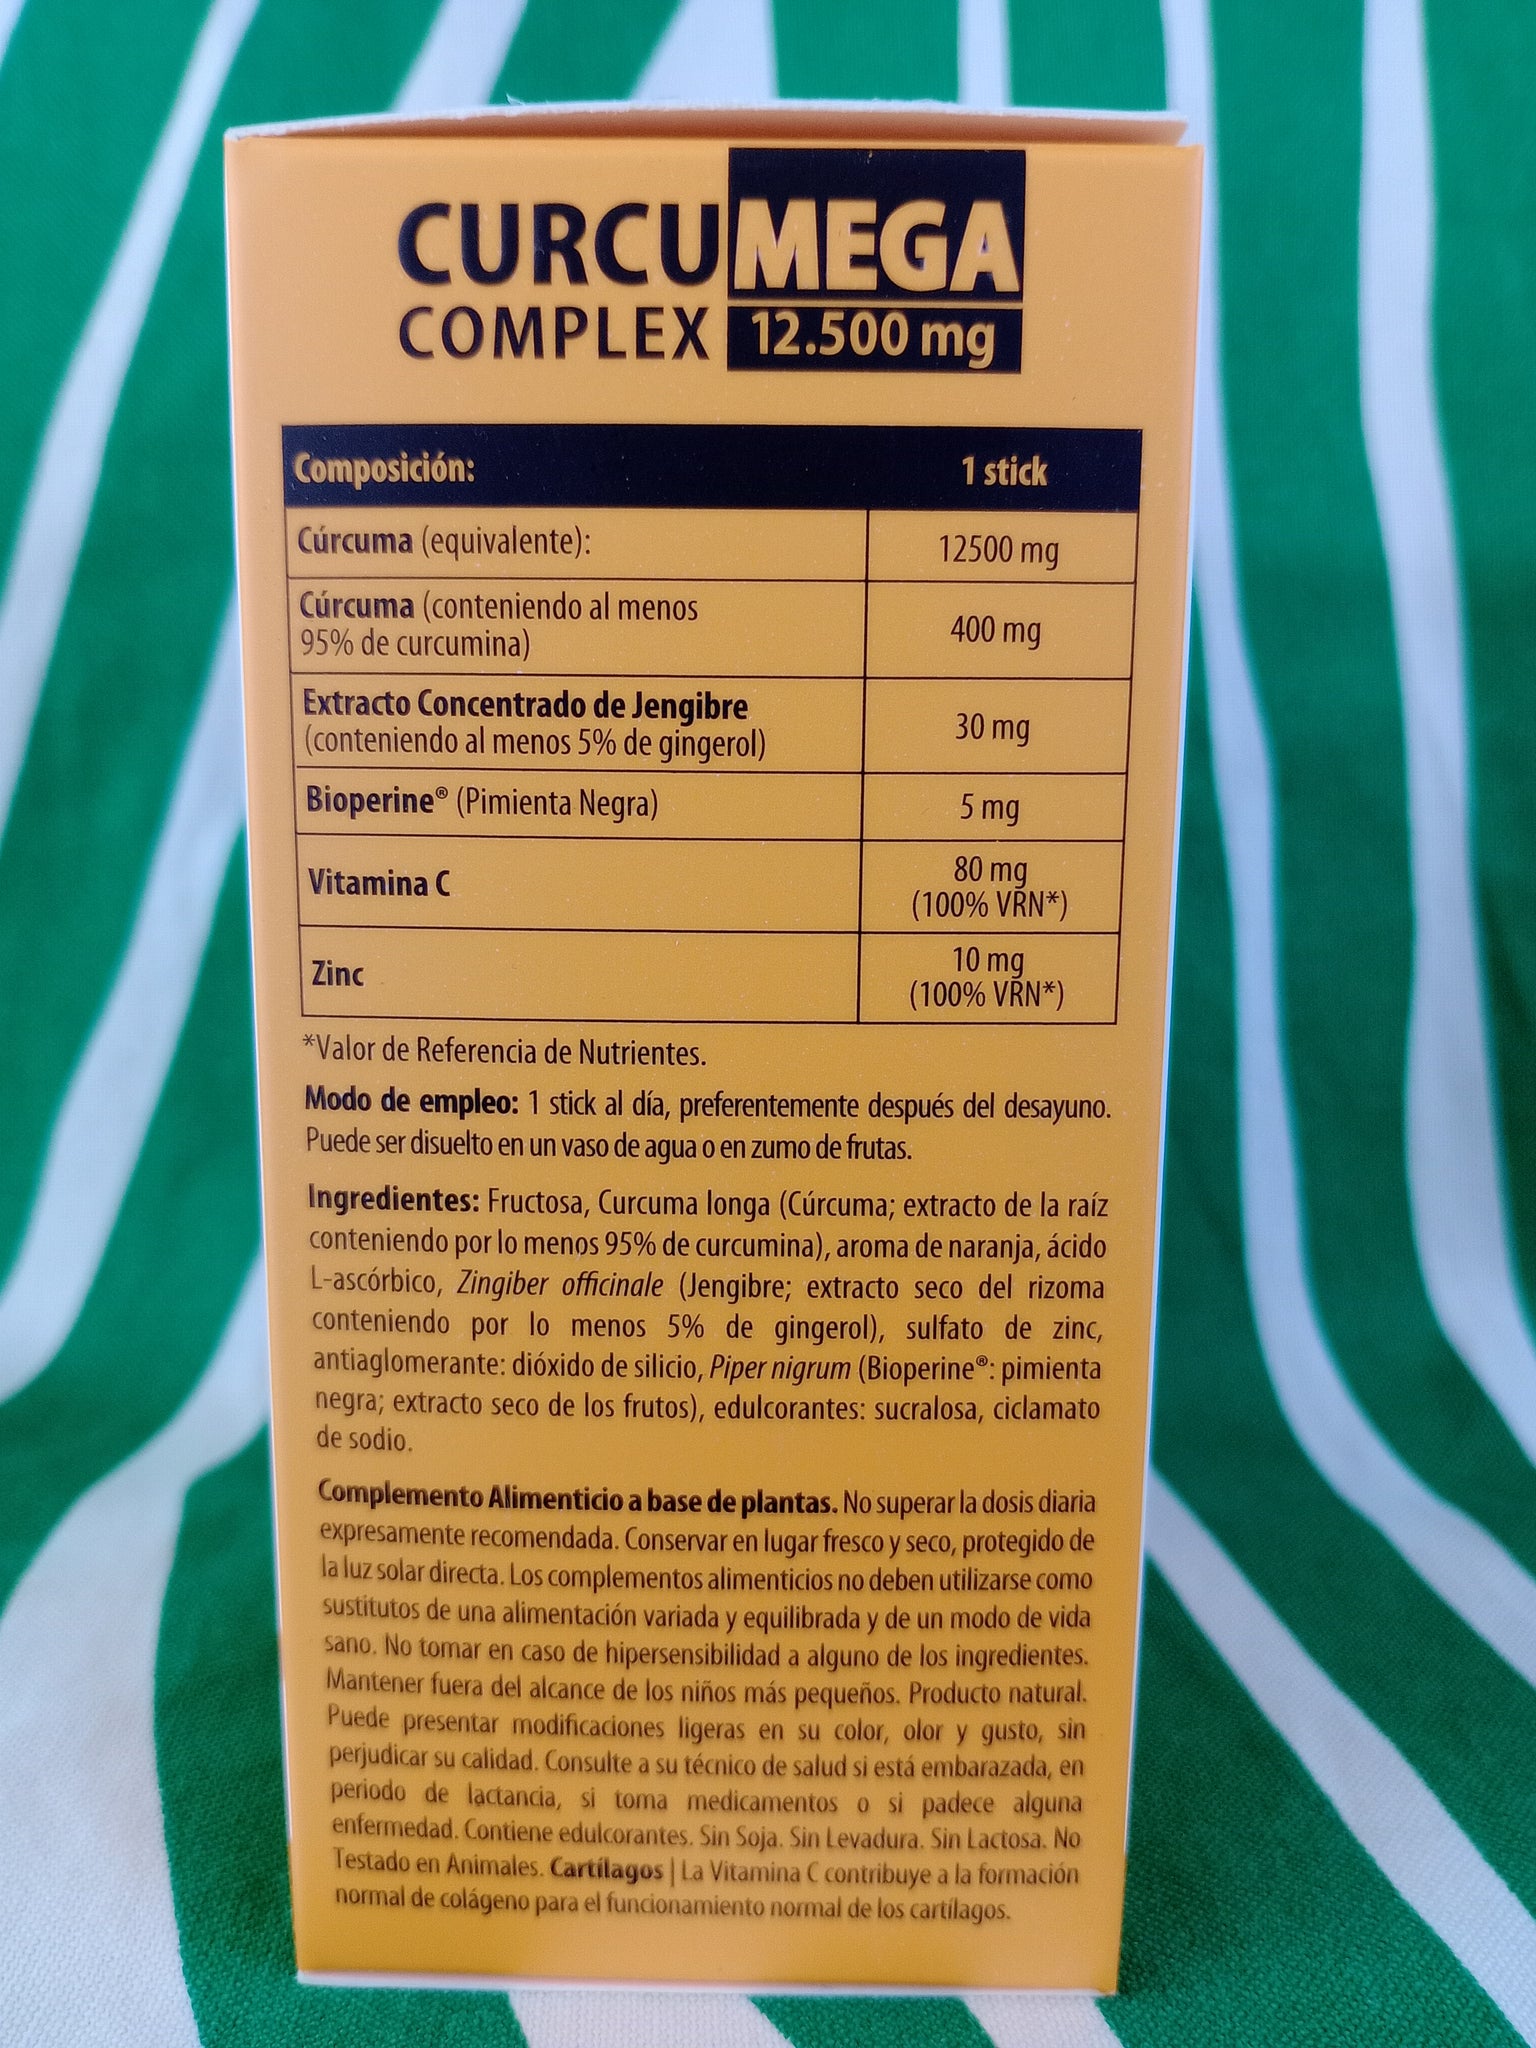 CURCUMEGA
COMPLEX 12.500 mg
Composición: 1 stick
Cúrcuma (equivalente): 12500 mg
Cúrcuma (conteniendo al menos
95% de curcumina) 400 mg
Extracto Concentrado de Jengibre
(conteniendo al menos 5% de gingerol) 30 mg
Bioperine® (Pimienta Negra) 5 mg
Vitamina C 80 mg
(100% VRN*)
Zinc 10 mg
(100% VRN*)
*Valor de Referencia de Nutrientes.
Modo de empleo: 1 stick al día, preferentemente después del desayuno.
Puede ser disuelto en un vaso de agua o en zumo de frutas.
Ingredientes: Fructosa, Curcuma longa (Cúrcuma; extracto de la raíz
conteniendo por lo menos 95% de curcumina), aroma de naranja, ácido
L-ascórbico, Zingiber officinale (Jengibre; extracto seco del rizoma
conteniendo por lo menos 5% de gingerol), sulfato de zinc,
antiaglomerante: dióxido de silicio, Piper nigrum (Bioperine®: pimienta
negra; extracto seco de los frutos), edulcorantes: sucralosa, ciclamato
de sodio.
Complemento Alimenticio a base de plantas. No superar la dosis diaria
expresamente recomendada. Conservar en lugar fresco y seco, protegido de
la luz solar directa. Los complementos alimenticios no deben utilizarse como
sustitutos de una alimentación variada y equilibrada y de un modo de vida
sano. No tomar en caso de hipersensibilidad a alguno de los ingredientes.
Mantener fuera del alcance de los niños más pequeños. Producto natural.
Puede presentar modificaciones ligeras en su color, olor y gusto, sin
perjudicar su calidad. Consulte a su técnico de salud si está embarazada, en
periodo de lactancia, si toma medicamentos o si padece alguna
enfermedad. Contiene edulcorantes. Sin Soja. Sin Levadura. Sin Lactosa. No
Testado en Animales. Cartílagos | La Vitamina C contribuye a la formación
normal de colágeno para el funcionamiento normal de los cartílagos.